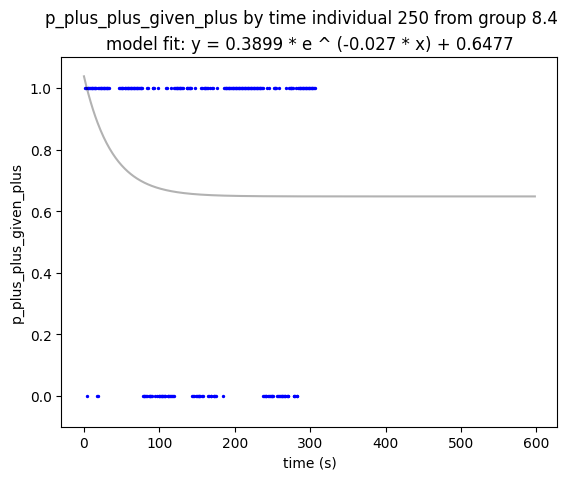 p_plus_plus_given_plus by time individual 250 from group 8.4
model fit: y = 0.3899 * e ^ (-0.027 * x) + 0.6477
1.0
0.8
0.6
0.4
0.2
0.0
p_plus_plus_given_plus
0 100 200 300 400 500 600
time (s)